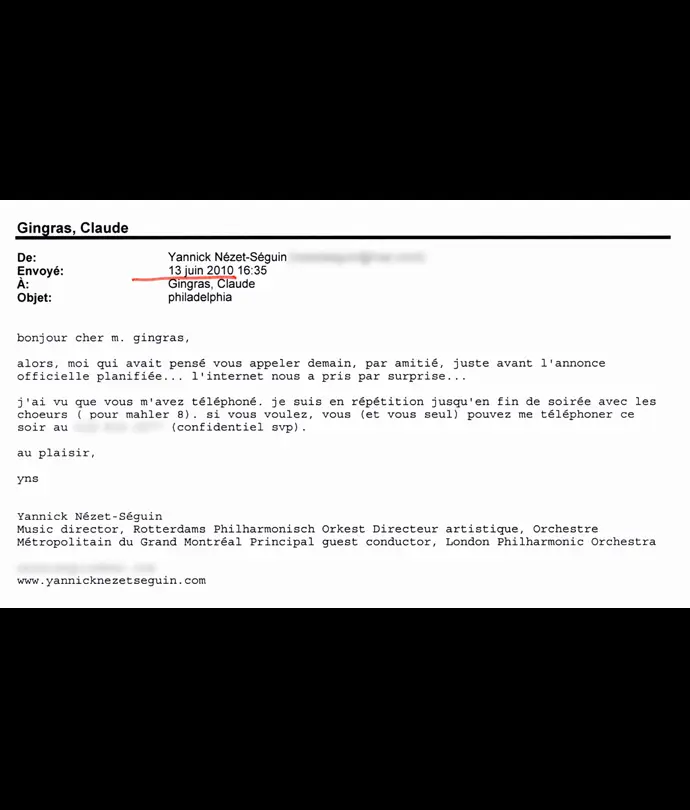 Gingras, Claude
De: Yannick Nézet-Séguin
Envoyé: 13 juin 2010 16:35
À: Gingras, Claude
Objet: philadelphia
bonjour cher m. gingras,
alors, moi qui avait pensé vous appeler demain, par amitié, juste avant l'annonce
officielle planifiée... l'internet nous a pris par surprise...
j'ai vu que vous m'avez téléphoné. je suis en répétition jusqu'en fin de soirée avec les
choeurs ( pour mahler 8). si vous voulez, vous (et vous seul) pouvez me téléphoner ce
soir au (confidentiel svp).
au plaisir,
yns
Yannick Nézet-Séguin
Music director, Rotterdams Philharmonisch Orkest Directeur artistique, Orchestre
Métropolitain du Grand Montréal Principal guest conductor, London Philharmonic Orchestra
www.yannicknezetseguin.com